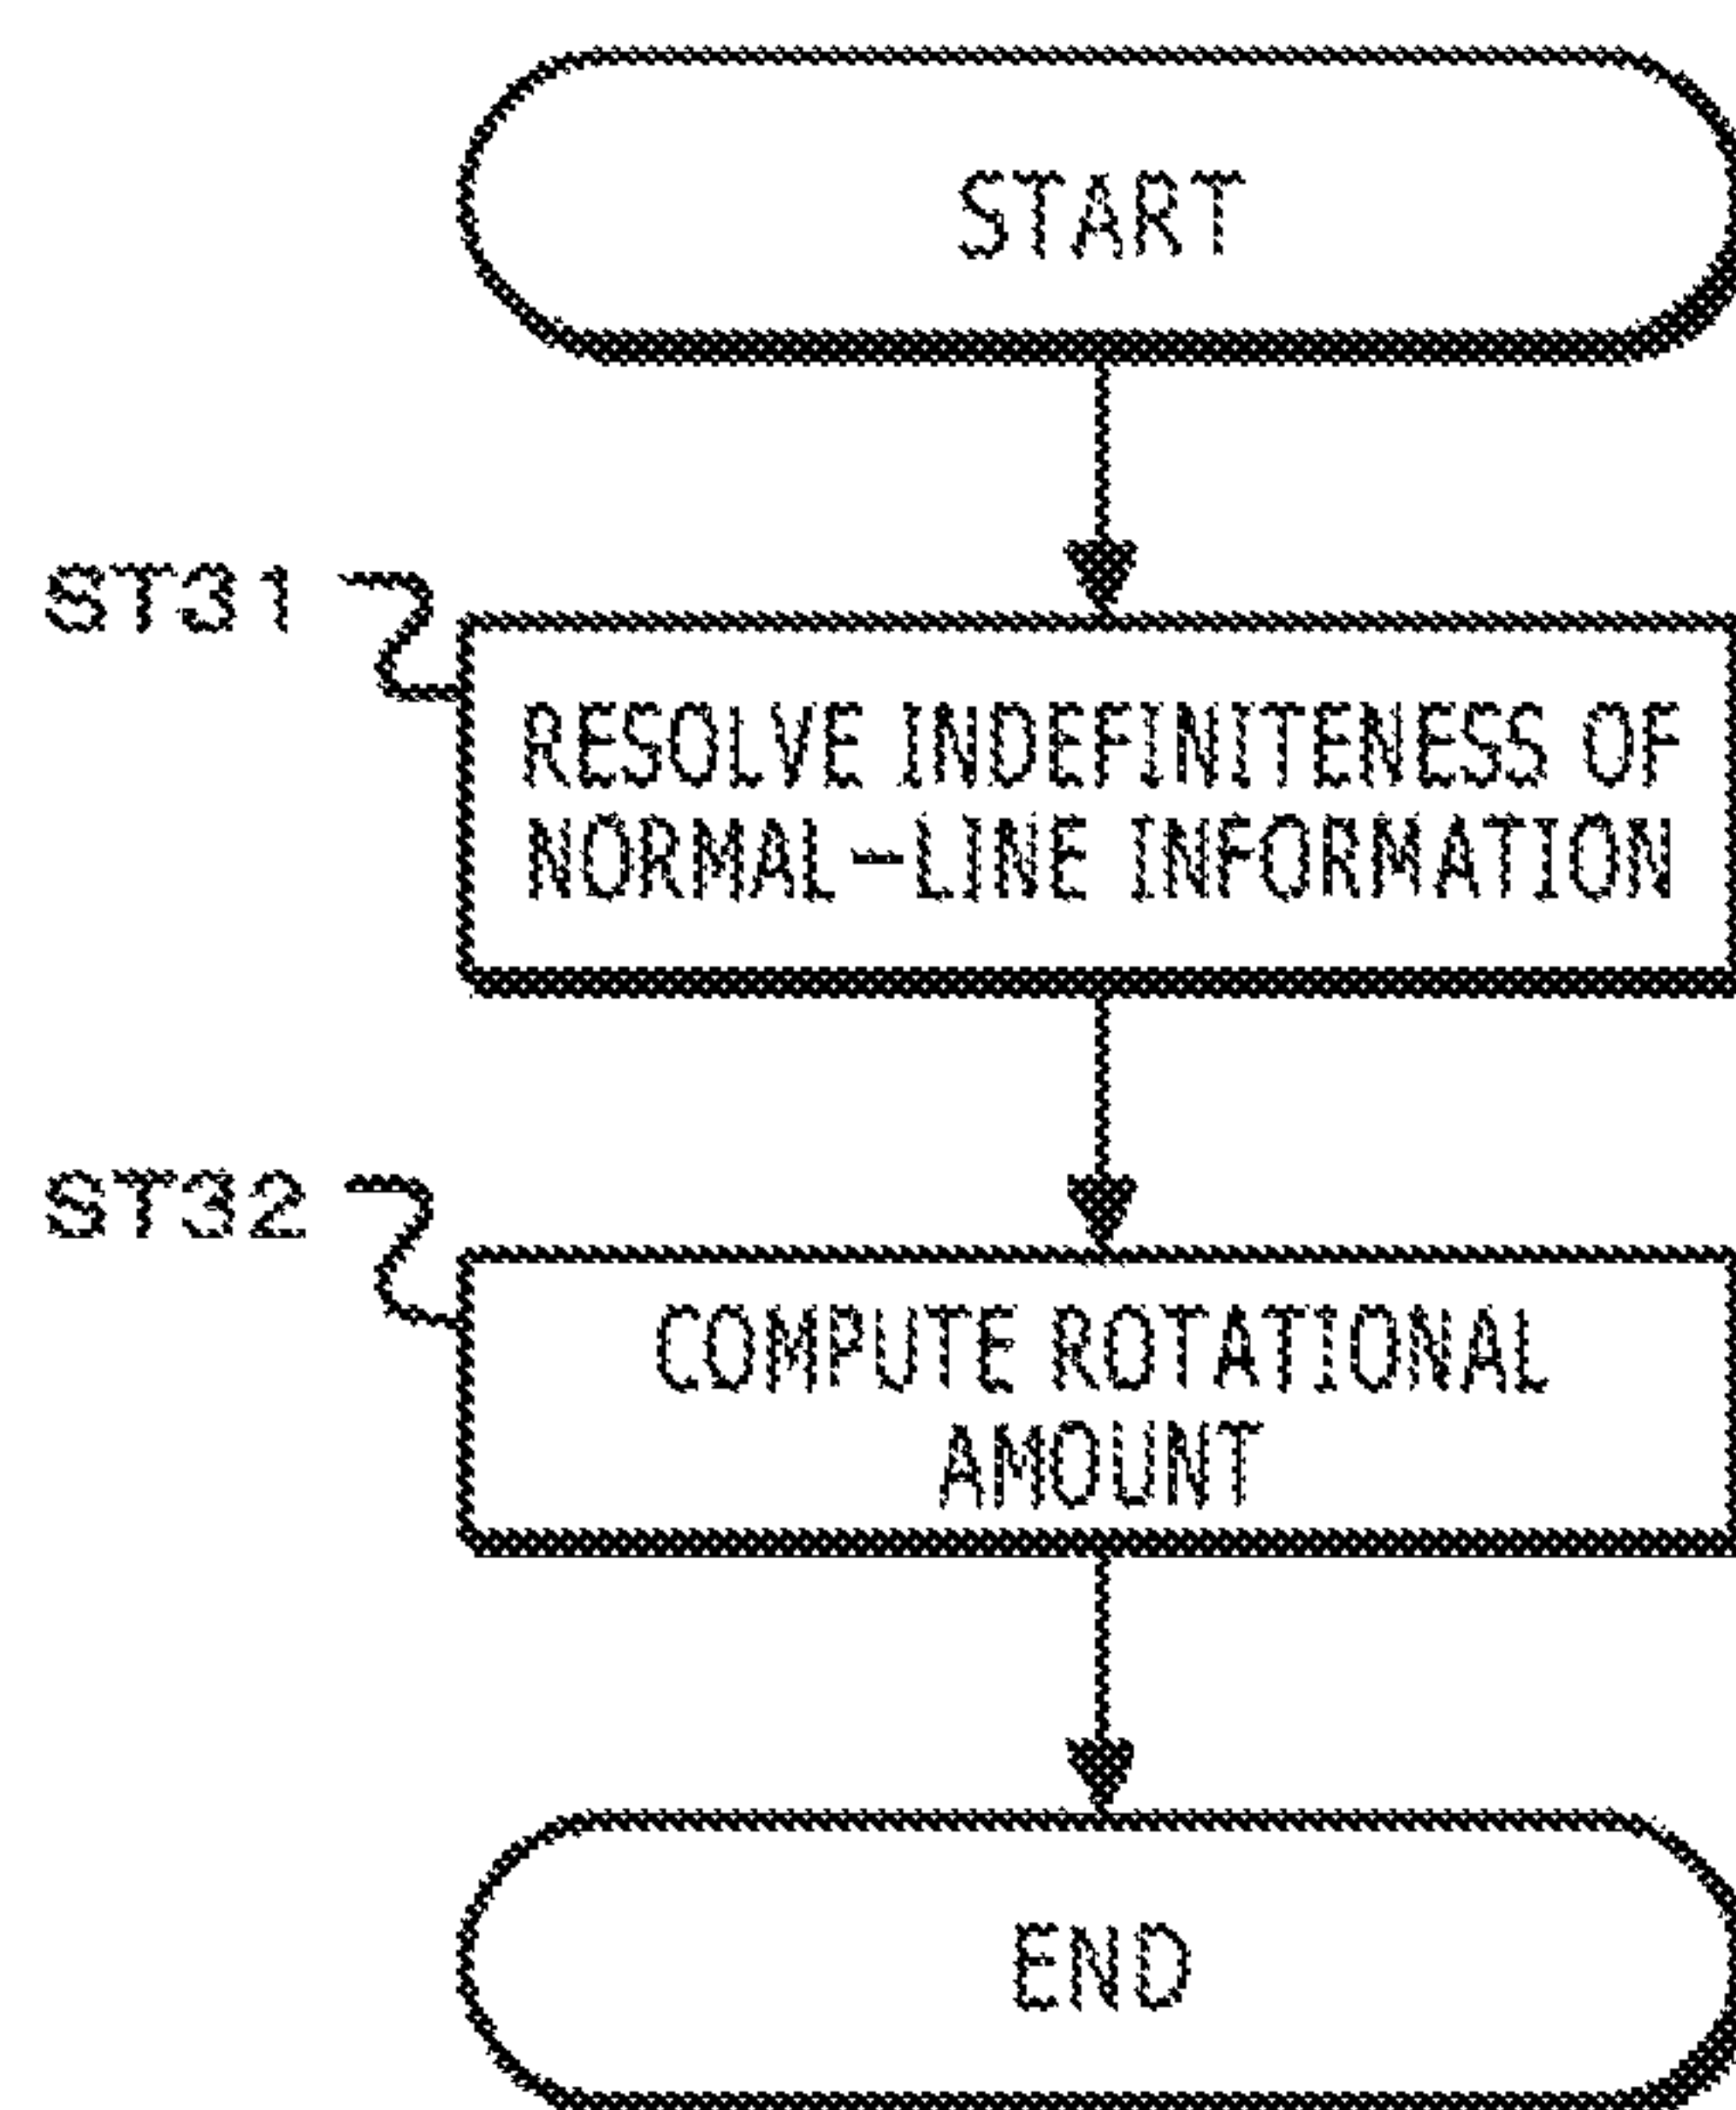 START
ST31
RESOLVE INDEFINITENESS OF
NORMAL-LINE INFORMATION
ST32
COMPUTE ROTATIONAL
AMOUNT
END